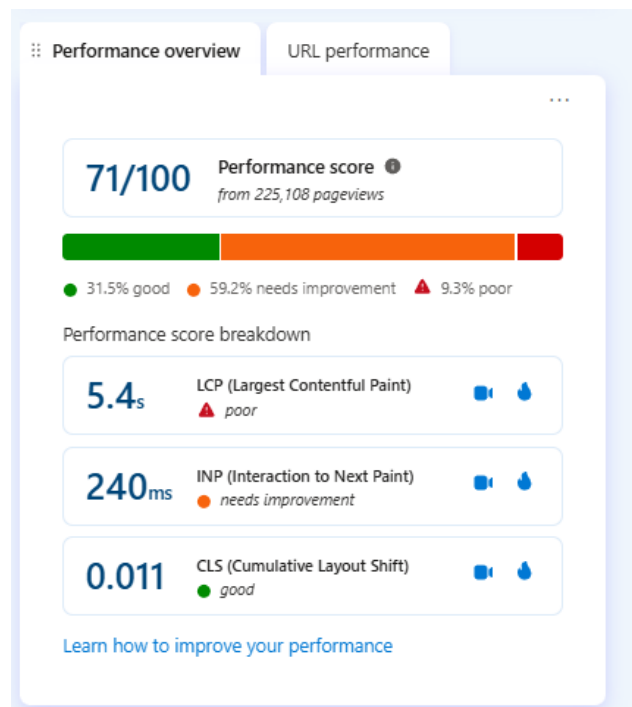 Performance overview
URL performance
...
71/100
Performance score
from 225,108 pageviews
31.5% good 59.2% needs improvement 9.3% poor
Performance score breakdown
5.4s
LCP (Largest Contentful Paint)
poor
240ms
INP (Interaction to Next Paint)
needs improvement
0.011
CLS (Cumulative Layout Shift)
good
Learn how to improve your performance